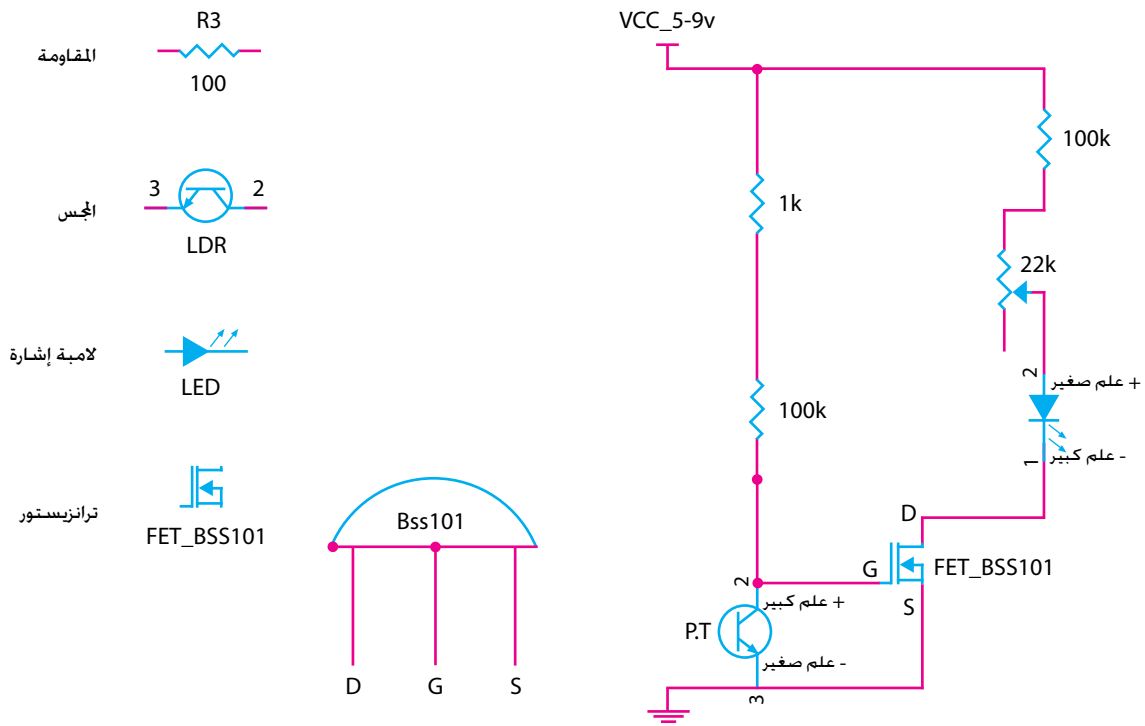 R3
المقاومة
100
3
2
المجس
LDR
لامبة إشارة
LED
ترانزيستور
FET_BSS101
Bss101
D G S
VCC_5-9v
100k
1k
22k
100k
2
علم صغير +
علم كبير -
1
D
G
FET_BSS101
S
2
علم كبير +
P.T
علم صغير -
3